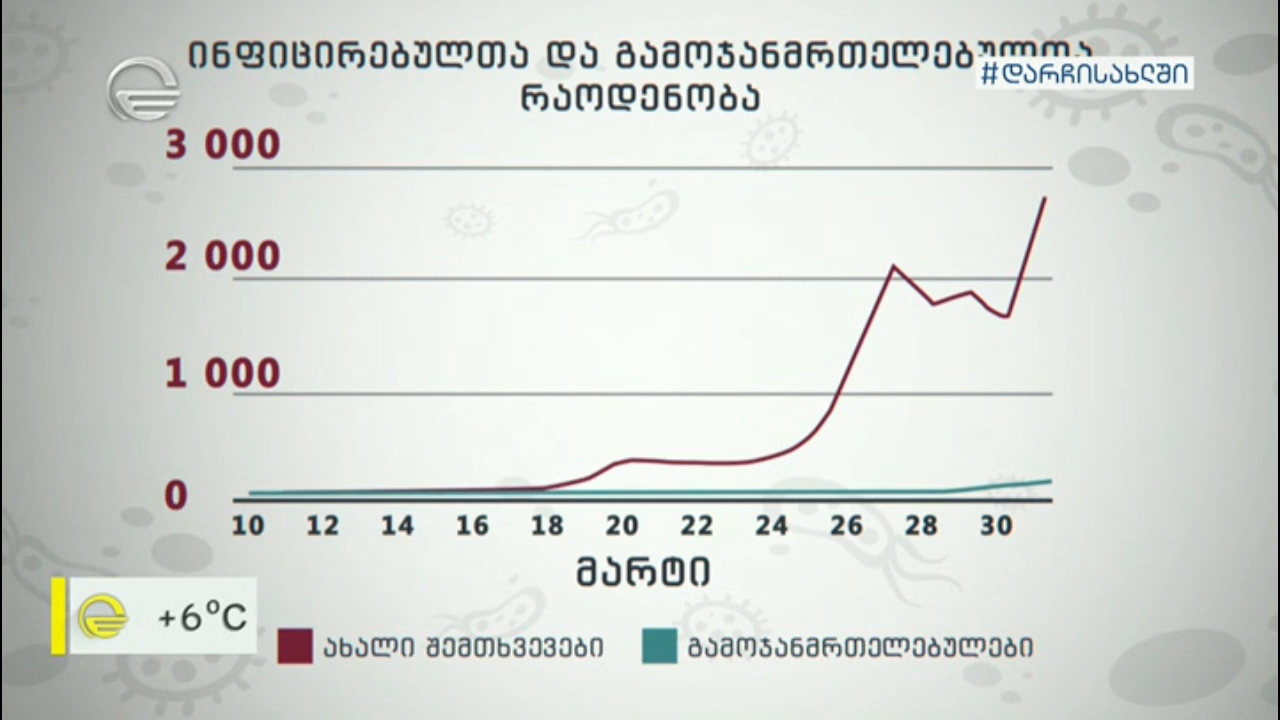 ინფიცირებულთა და გამოჯანმრთელებულთა
#დარჩისახლში
რაოდენობა
3 000
2 000
1 000
0
10 12 14 16 18 20 22 24 26 28 30
მარტი
+6°C
ახალი შემთხვევები
გამოჯანმრთელებულები